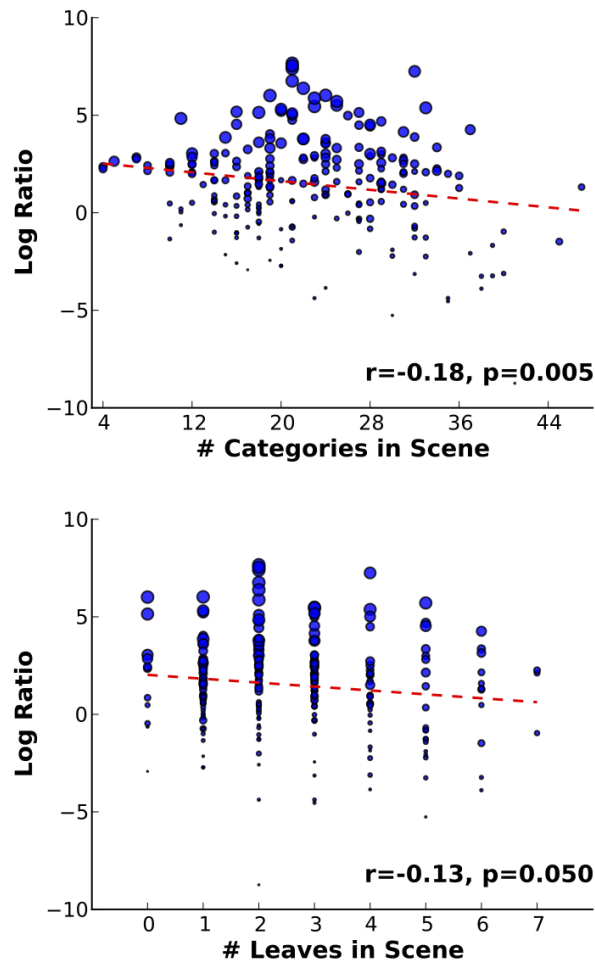 10
5
0
−5
−10
Log Ratio
r=-0.18, p=0.005
4 12 20 28 36 44
# Categories in Scene
10
5
0
−5
−10
Log Ratio
r=-0.13, p=0.050
0 1 2 3 4 5 6 7
# Leaves in Scene